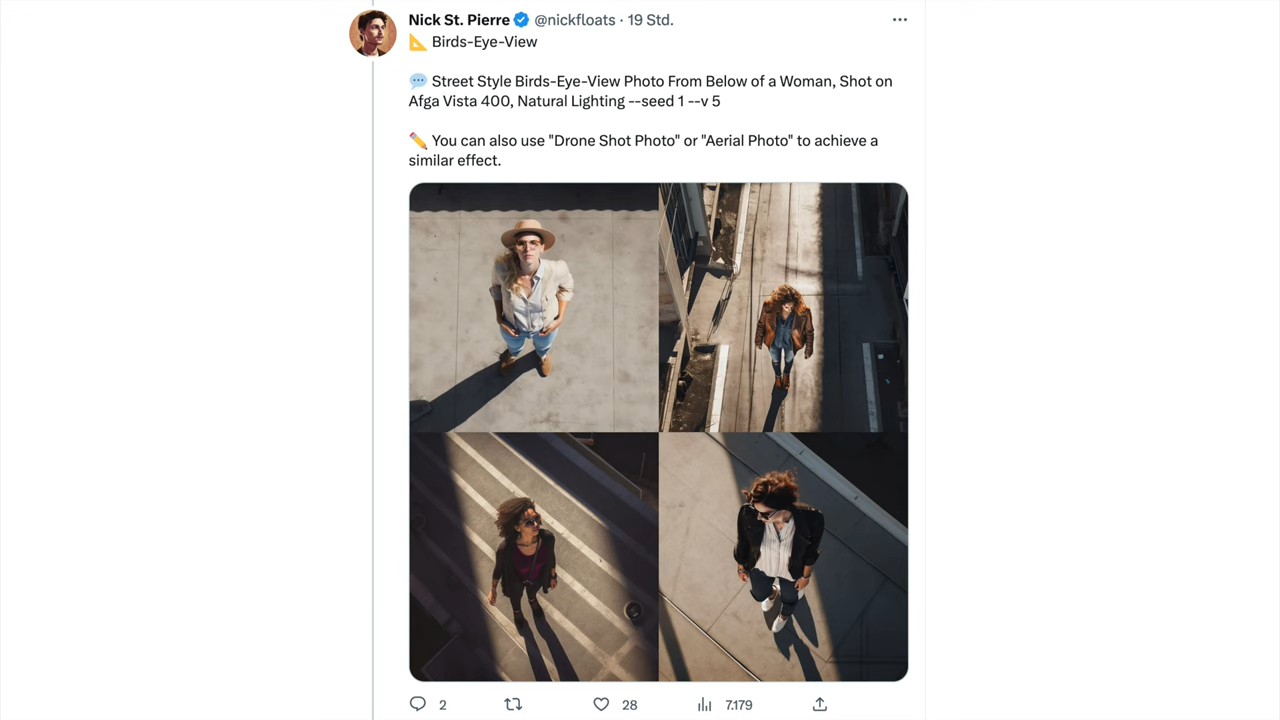 Nick St. Pierre @nickfloats · 19 Std.
📐 Birds-Eye-View
💬 Street Style Birds-Eye-View Photo From Below of a Woman, Shot on
Afga Vista 400, Natural Lighting --seed 1 --v 5
✏️ You can also use "Drone Shot Photo" or "Aerial Photo" to achieve a
similar effect.
2 28 7.179